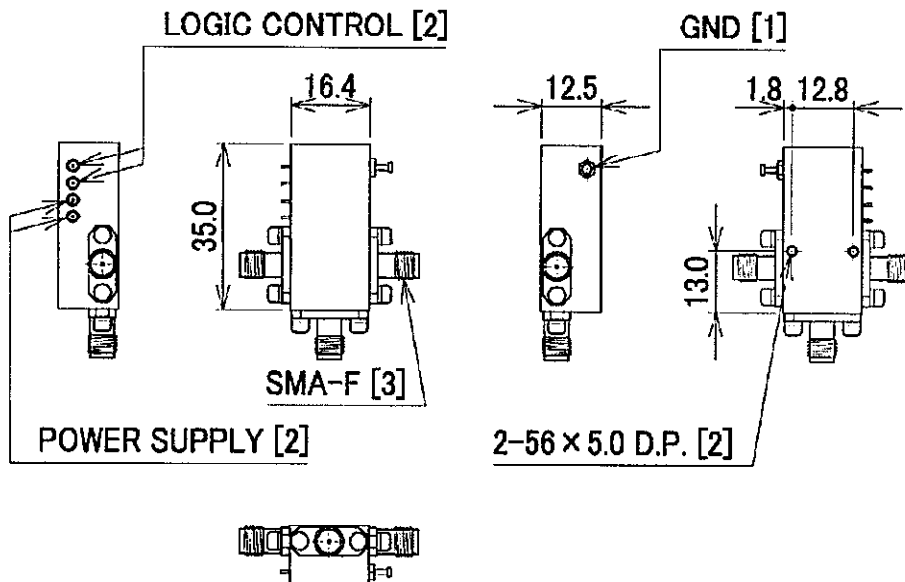 LOGIC CONTROL [2]
GND [1]
16.4
12.5
1.8
12.8
35.0
13.0
SMA-F [3]
POWER SUPPLY [2]
2-56×5.0 D.P. [2]